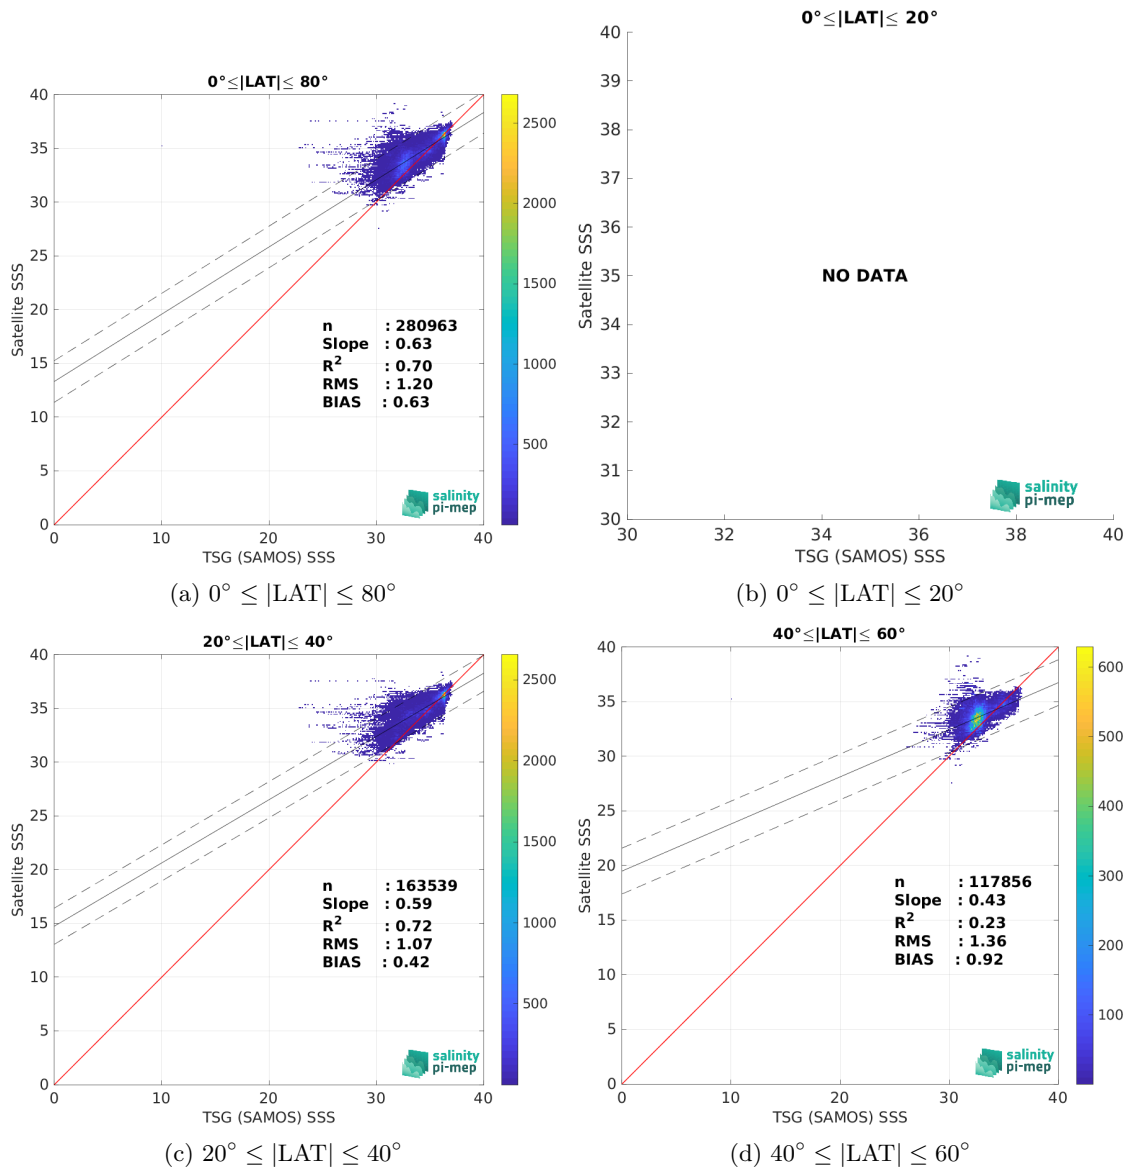 0°≤|LAT|≤ 80°
40
35
30
25
20
15
10
5
0
0
10
20
30
40
Satellite SSS
TSG (SAMOS) SSS
n : 280963
Slope : 0.63
R² : 0.70
RMS : 1.20
BIAS : 0.63
salinity
pi-mep
2500
2000
1500
1000
500
(a) 0° ≤ |LAT| ≤ 80°
0°≤|LAT|≤ 20°
40
39
38
37
36
35
34
33
32
31
30
30
32
34
36
38
40
Satellite SSS
TSG (SAMOS) SSS
NO DATA
salinity
pi-mep
(b) 0° ≤ |LAT| ≤ 20°
20°≤|LAT|≤ 40°
40
35
30
25
20
15
10
5
0
0
10
20
30
40
Satellite SSS
TSG (SAMOS) SSS
n : 163539
Slope : 0.59
R² : 0.72
RMS : 1.07
BIAS : 0.42
salinity
pi-mep
2500
2000
1500
1000
500
(c) 20° ≤ |LAT| ≤ 40°
40°≤|LAT|≤ 60°
40
35
30
25
20
15
10
5
0
0
10
20
30
40
Satellite SSS
TSG (SAMOS) SSS
n : 117856
Slope : 0.43
R² : 0.23
RMS : 1.36
BIAS : 0.92
salinity
pi-mep
600
500
400
300
200
100
(d) 40° ≤ |LAT| ≤ 60°